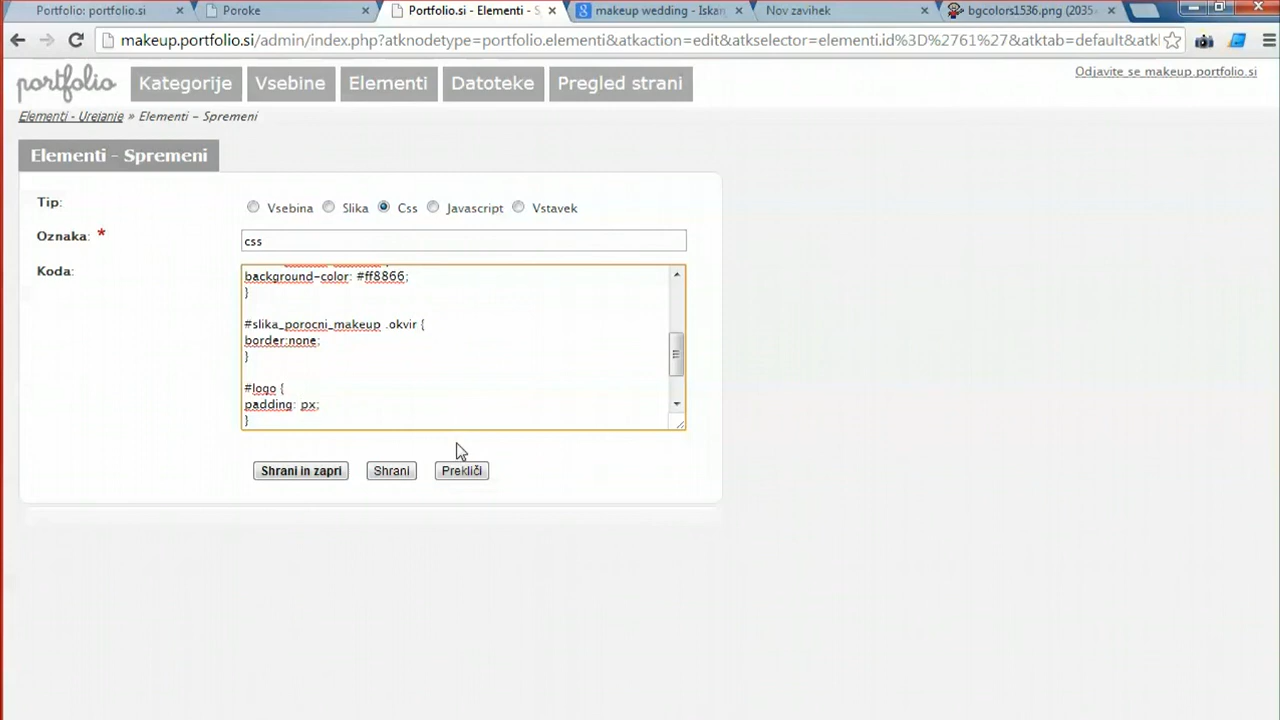 Portfolio: portfolio.si
Poroke
Portfolio.si - Elementi - S
makeup wedding - Iskan
Nov zavihek
bgcolors1536.png (2035×
makeup.portfolio.si/admin/index.php?atknodetype=portfolio.elementi&atkaction=edit&atkselector=elementi.id%3D%2761%27&atktab=default&atkl
portfolio
Kategorije
Vsebine
Elementi
Datoteke
Pregled strani
Odjavite se makeup.portfolio.si
Elementi - Urejanje » Elementi – Spremeni
Elementi – Spremeni
Tip:
Vsebina
Slika
Css
Javascript
Vstavek
Oznaka: *
css
Koda:
background-color: #ff8866;
}
#slika_porocni_makeup .okvir {
border:none;
}
#logo {
padding: px;
}
Shrani in zapri
Shrani
Prekliči